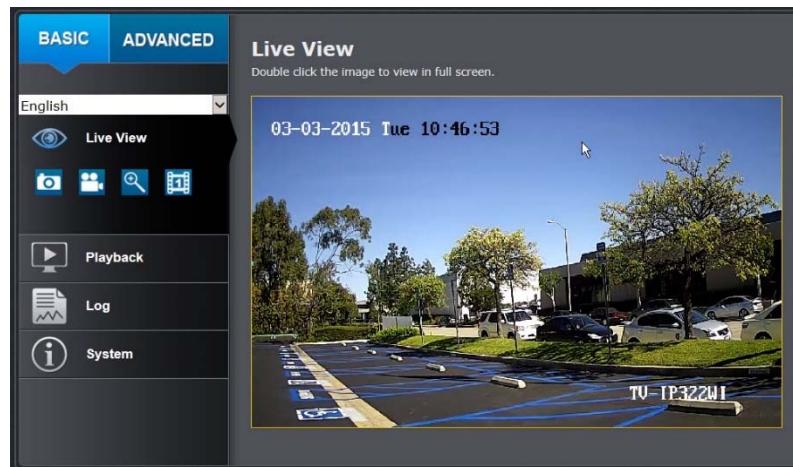 BASIC ADVANCED
English
Live View
1
Playback
Log
System
Live View
Double click the image to view in full screen.
03-03-2015 Tue 10:46:53
TV-IP322WI